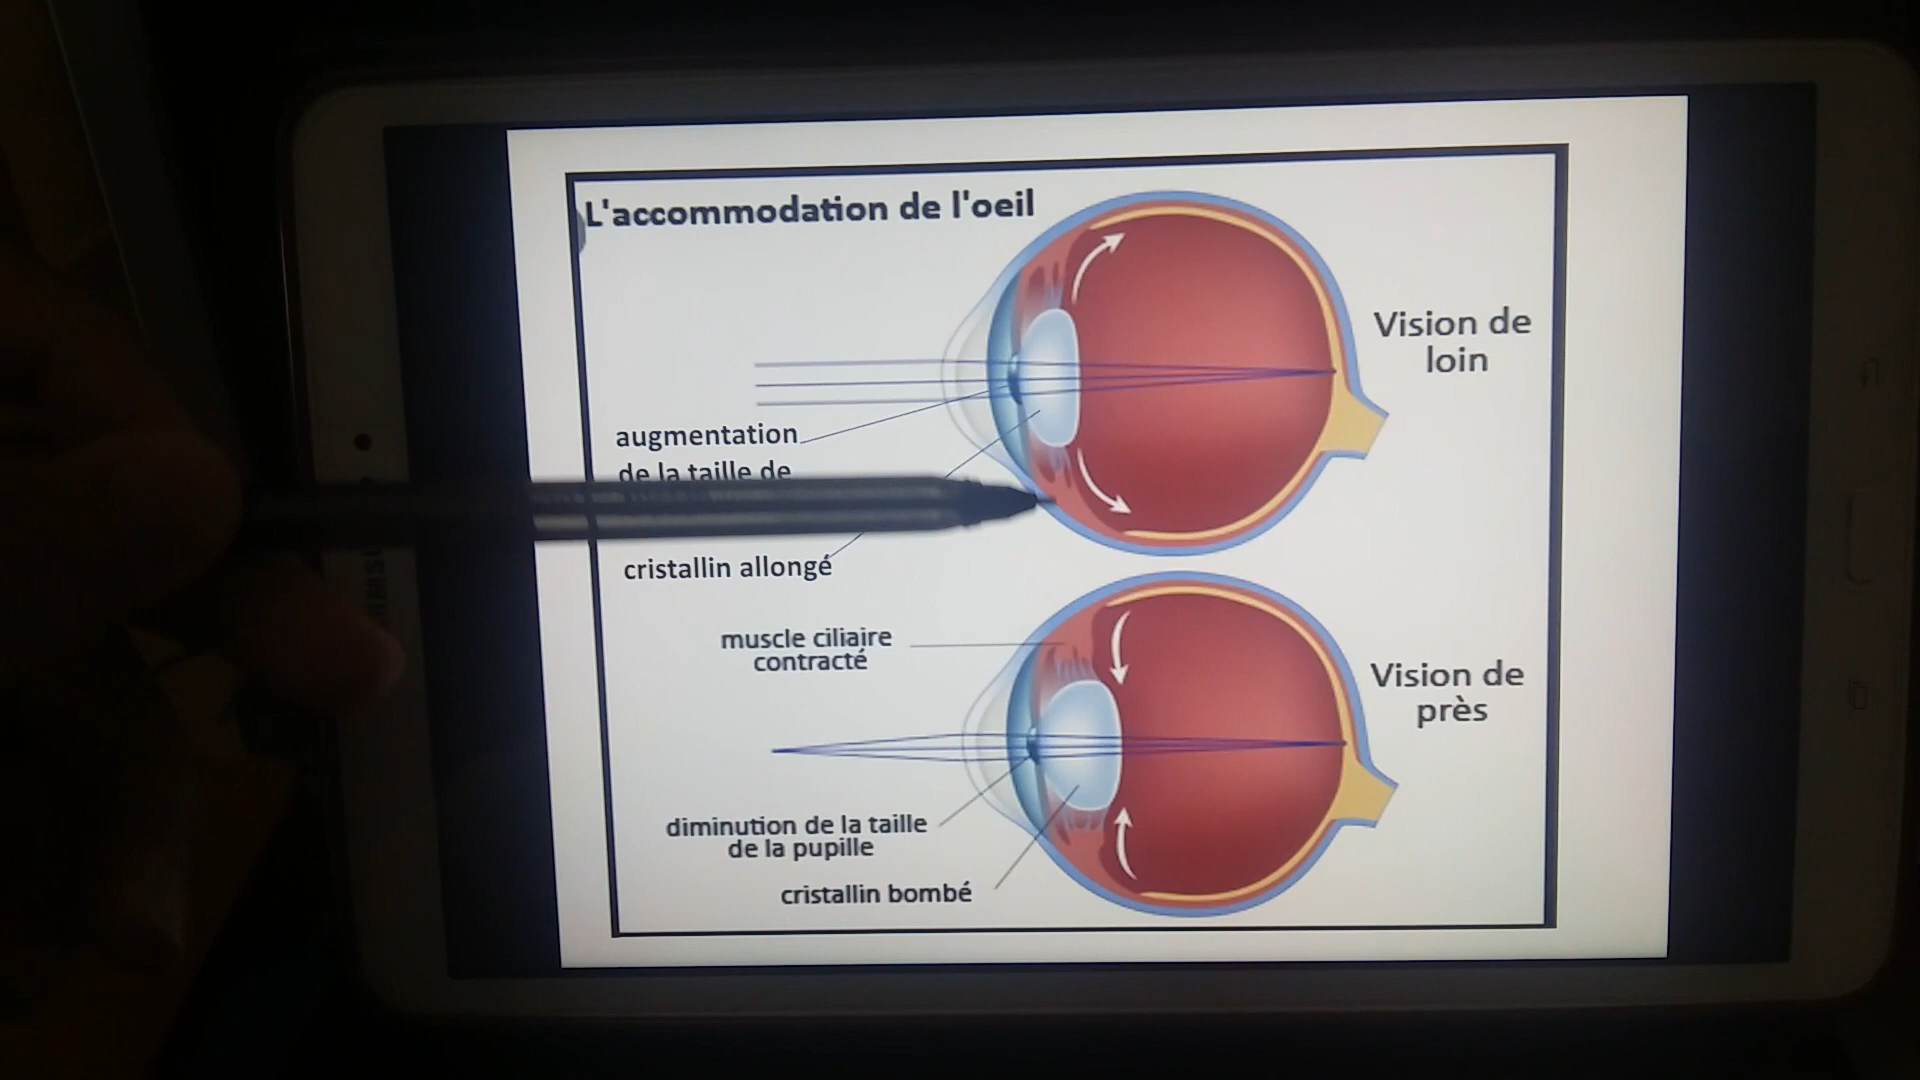 L'accommodation de l'oeil
Vision de
loin
augmentation
de la taille de
cristallin allongé
muscle ciliaire
contracté
Vision de
près
diminution de la taille
de la pupille
cristallin bombé